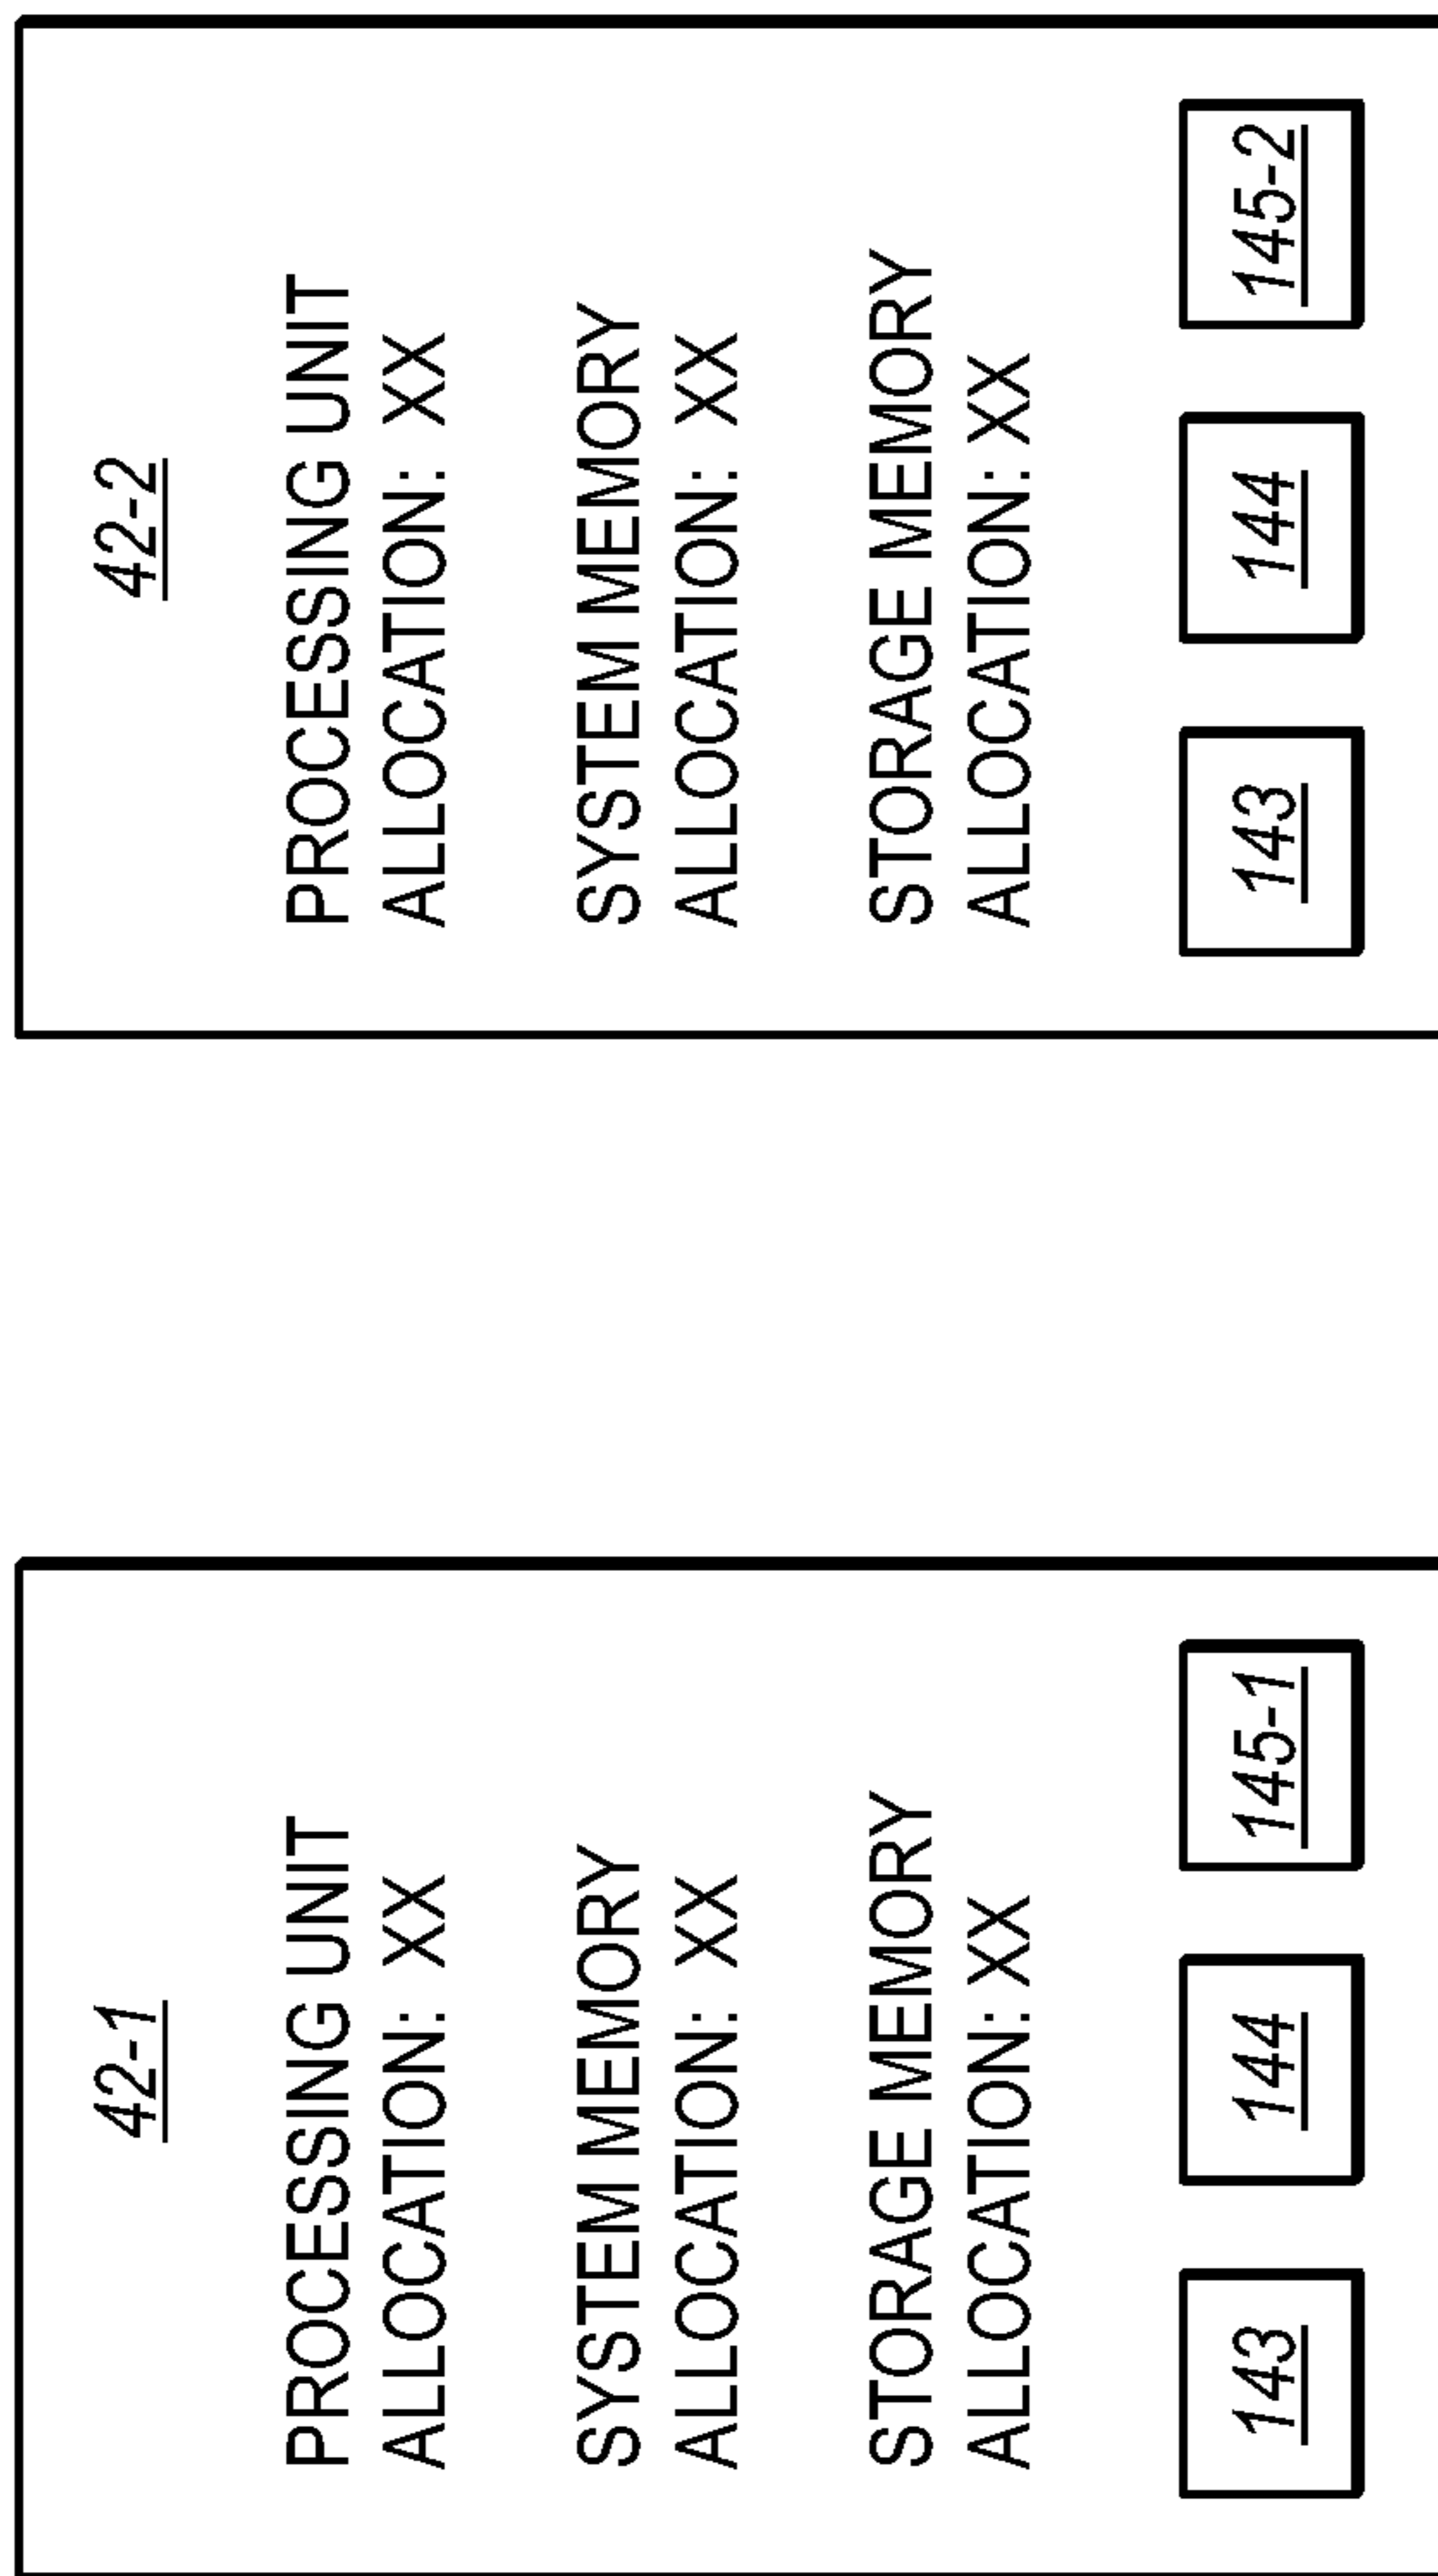 42-1
PROCESSING UNIT
ALLOCATION: XX
SYSTEM MEMORY
ALLOCATION: XX
STORAGE MEMORY
ALLOCATION: XX
143
144
145-1
42-2
PROCESSING UNIT
ALLOCATION: XX
SYSTEM MEMORY
ALLOCATION: XX
STORAGE MEMORY
ALLOCATION: XX
143
144
145-2